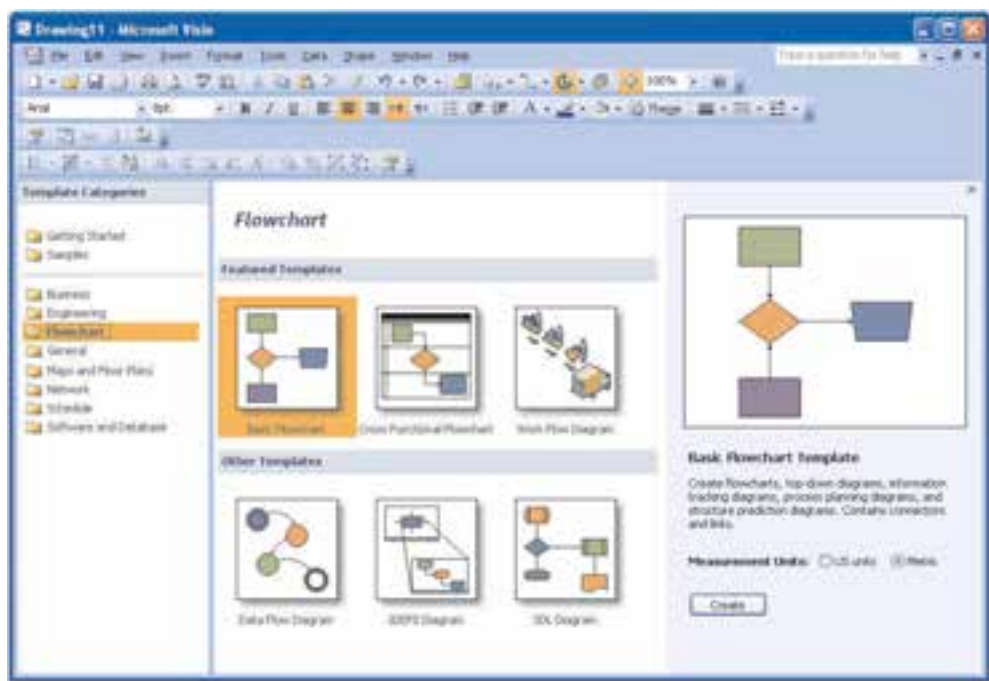 Drawing11 - Microsoft Visio
File Edit View Insert Format Tools Data Shape Window Help
Type a question for help
100%
Arial 8pt
Theme
Template Categories
Getting Started
Samples
Business
Engineering
Flowchart
General
Maps and Floor Plans
Network
Schedule
Software and Database
Flowchart
Featured Templates
Basic Flowchart
Cross Functional Flowchart
Work Flow Diagram
Other Templates
Data Flow Diagram
IDEF0 Diagram
SDL Diagram
Basic Flowchart Template
Create flowcharts, top-down diagrams, information
tracking diagrams, process planning diagrams, and
structure prediction diagrams. Contains connectors
and links.
Measurement Units: US units Metric
Create